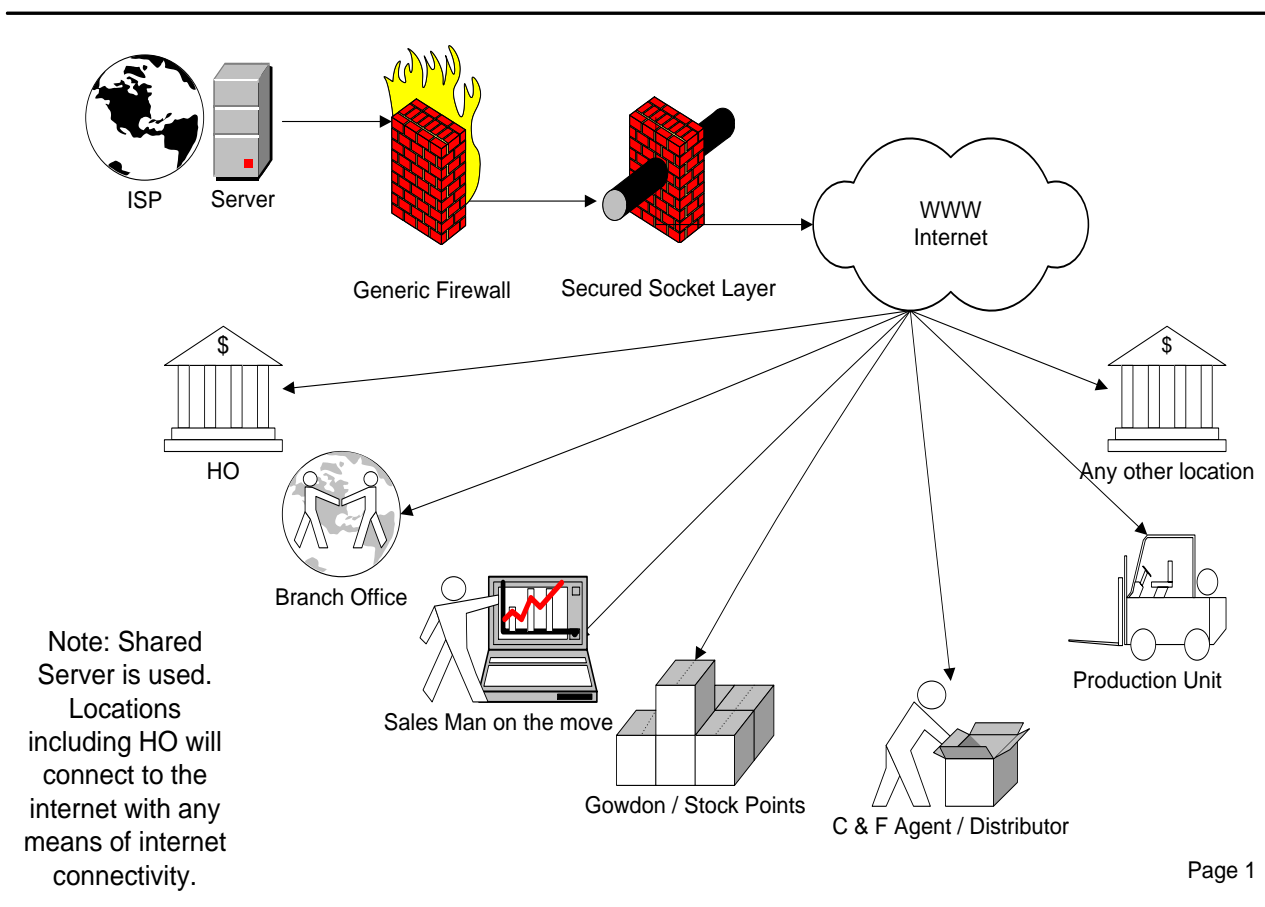 ISP
Server
Generic Firewall
Secured Socket Layer
WWW
Internet
$
HO
$
Any other location
Branch Office
Sales Man on the move
Gowdon / Stock Points
C & F Agent / Distributor
Production Unit
Note: Shared
Server is used.
Locations
including HO will
connect to the
internet with any
means of internet
connectivity.
Page 1